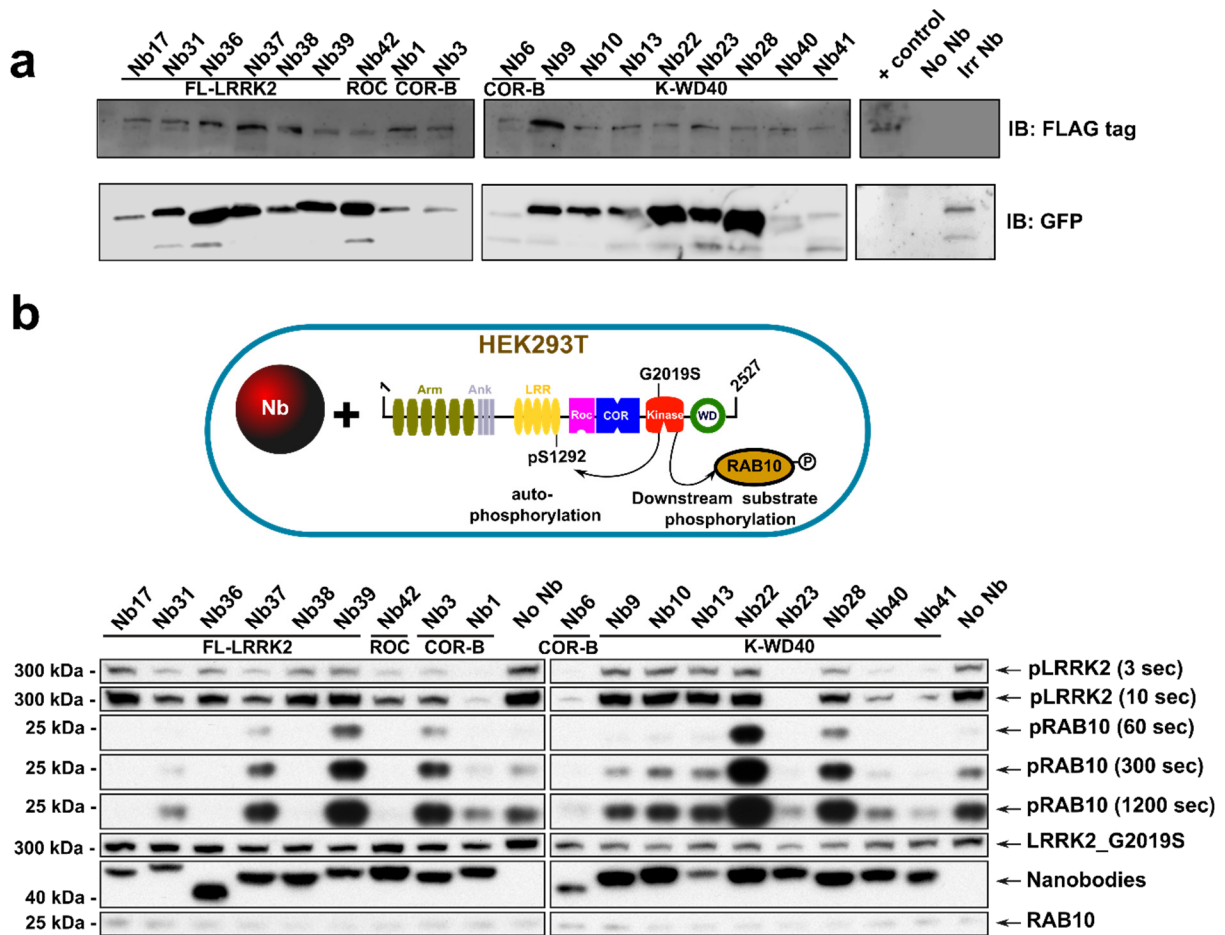 a
Nb17 Nb31 Nb36 Nb37 Nb38 Nb39 Nb42 Nb1 Nb3 Nb6 Nb9 Nb10 Nb13 Nb22 Nb23 Nb28 Nb40 Nb41 + control No Nb Irr Nb
FL-LRRK2 ROC COR-B COR-B K-WD40
IB: FLAG tag
IB: GFP
b
HEK293T
Nb + 1 Arm Ank LRR Roc COR Kinase WD 2527
G2019S
pS1292
RAB10 P
auto-
phosphorylation
Downstream substrate
phosphorylation
Nb17 Nb31 Nb36 Nb37 Nb38 Nb39 Nb42 Nb3 Nb1 No Nb Nb6 Nb9 Nb10 Nb13 Nb22 Nb23 Nb28 Nb40 Nb41 No Nb
FL-LRRK2 ROC COR-B COR-B K-WD40
300 kDa - pLRRK2 (3 sec)
300 kDa - pLRRK2 (10 sec)
25 kDa - pRAB10 (60 sec)
25 kDa - pRAB10 (300 sec)
25 kDa - pRAB10 (1200 sec)
300 kDa - LRRK2_G2019S
Nanobodies
40 kDa -
25 kDa - RAB10